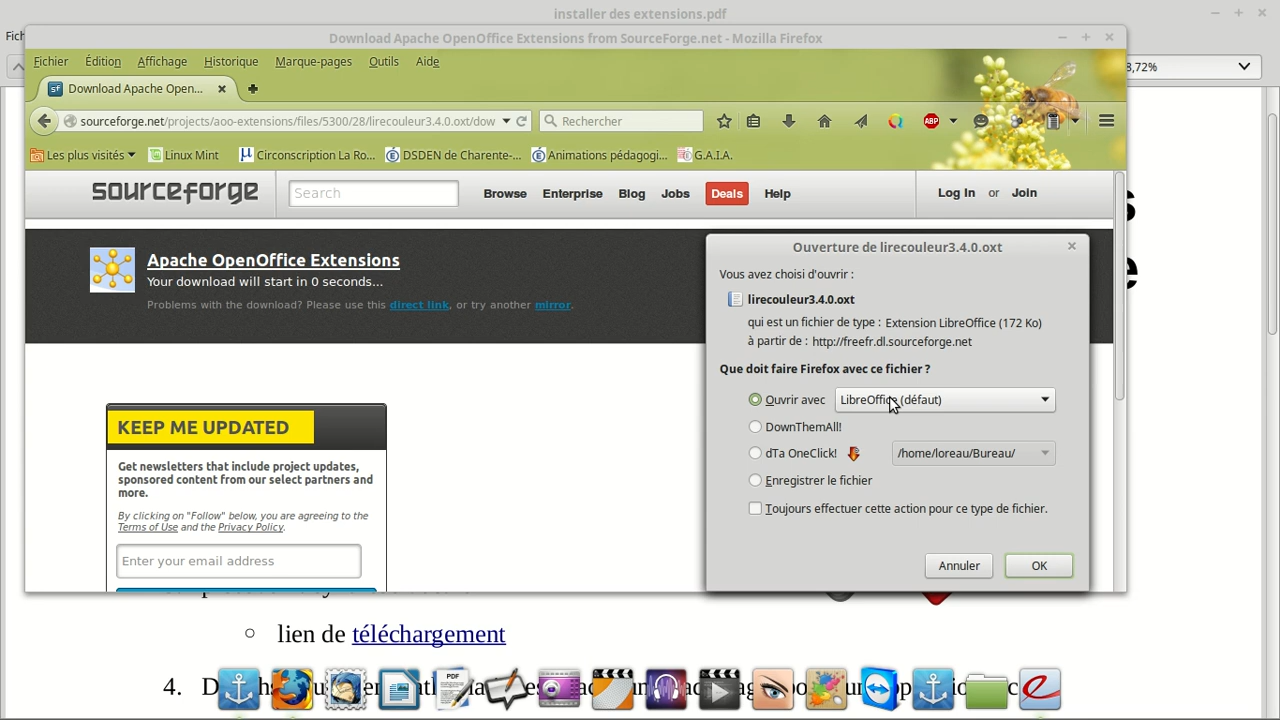 installer des extensions.pdf
Fich
8,72%
Download Apache OpenOffice Extensions from SourceForge.net - Mozilla Firefox
Fichier Édition Affichage Historique Marque-pages Outils Aide
sf Download Apache Open...
sourceforge.net/projects/aoo-extensions/files/5300/28/lirecouleur3.4.0.oxt/dow
Rechercher
ABP
Les plus visités Linux Mint Circonscription La Ro... DSDEN de Charente-... Animations pédagogi... G.A.I.A.
sourceforge Search Browse Enterprise Blog Jobs Deals Help Log In or Join
Apache OpenOffice Extensions
Your download will start in 0 seconds...
Problems with the download? Please use this direct link, or try another mirror.
KEEP ME UPDATED
Get newsletters that include project updates,
sponsored content from our select partners and
more.
By clicking on "Follow" below, you are agreeing to the
Terms of Use and the Privacy Policy.
Enter your email address
Ouverture de lirecouleur3.4.0.oxt
Vous avez choisi d'ouvrir :
lirecouleur3.4.0.oxt
qui est un fichier de type : Extension LibreOffice (172 Ko)
à partir de : http://freefr.dl.sourceforge.net
Que doit faire Firefox avec ce fichier ?
Ouvrir avec LibreOffice (défaut)
DownThemAll!
dTa OneClick! /home/loreau/Bureau/
Enregistrer le fichier
Toujours effectuer cette action pour ce type de fichier.
Annuler OK
lien de téléchargement
4.
PDF